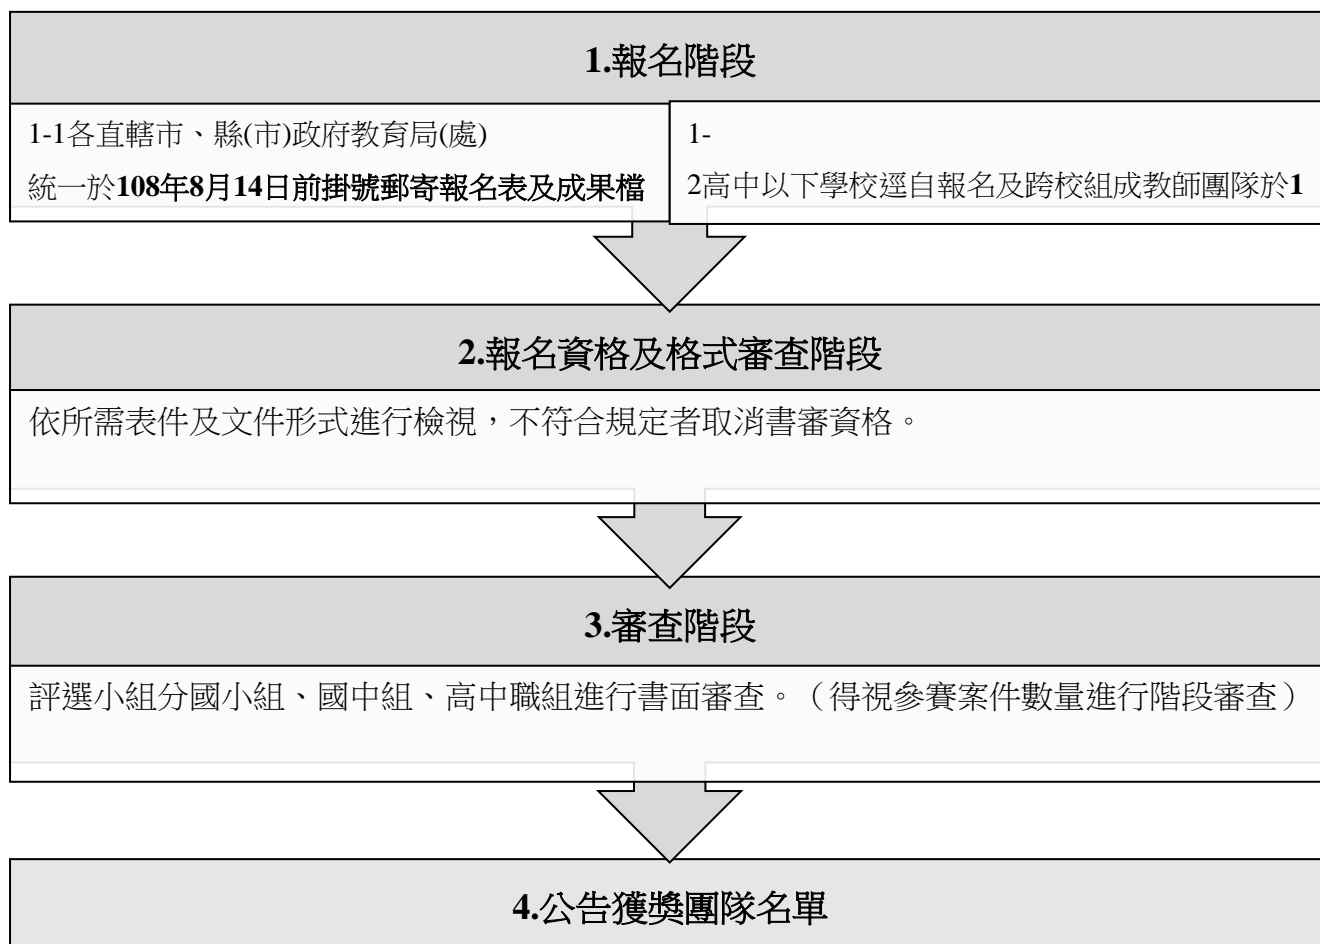 1.報名階段
1-1各直轄市、縣(市)政府教育局(處)
統一於108年8月14日前掛號郵寄報名表及成果檔
1-
2高中以下學校逕自報名及跨校組成教師團隊於1
2.報名資格及格式審查階段
依所需表件及文件形式進行檢視，不符合規定者取消書審資格。
3.審查階段
評選小組分國小組、國中組、高中職組進行書面審查。（得視參賽案件數量進行階段審查）
4.公告獲獎團隊名單